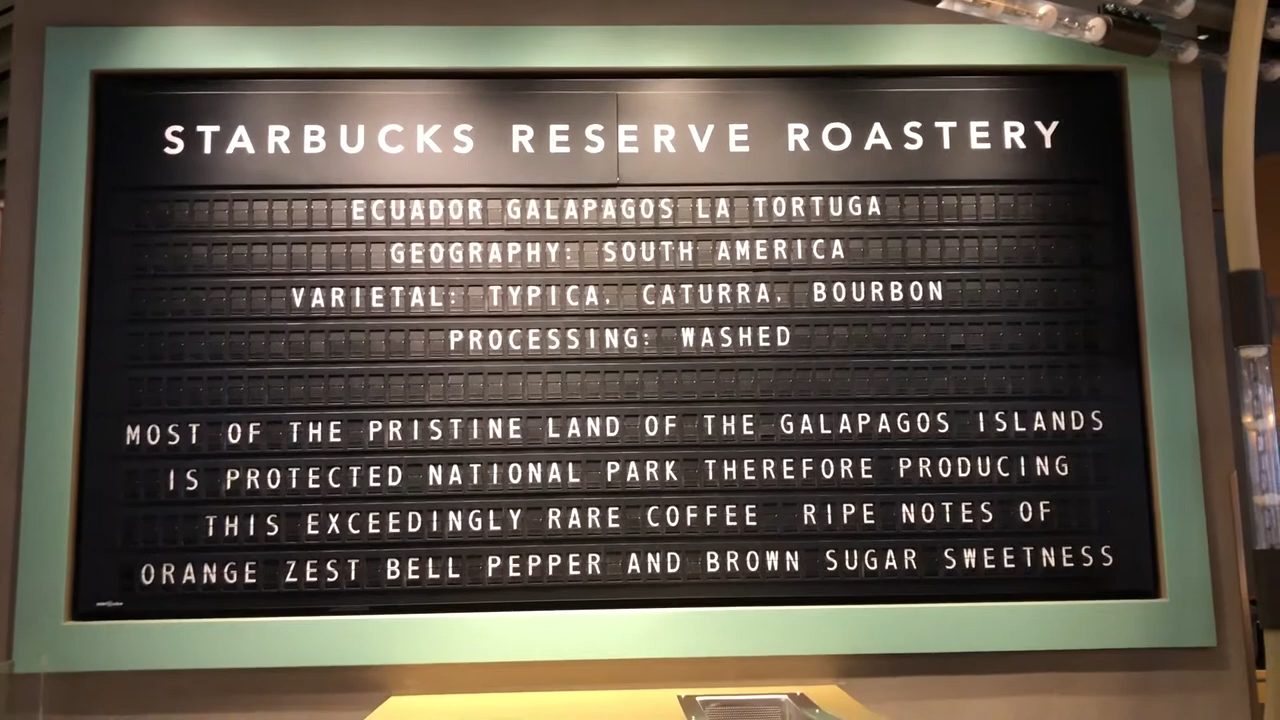 STARBUCKS RESERVE ROASTERY
ECUADOR GALAPAGOS LA TORTUGA
GEOGRAPHY: SOUTH AMERICA
VARIETAL: TYPICA. CATURRA. BOURBON
PROCESSING: WASHED
MOST OF THE PRISTINE LAND OF THE GALAPAGOS ISLANDS
IS PROTECTED NATIONAL PARK THEREFORE PRODUCING
THIS EXCEEDINGLY RARE COFFEE RIPE NOTES OF
ORANGE ZEST BELL PEPPER AND BROWN SUGAR SWEETNESS